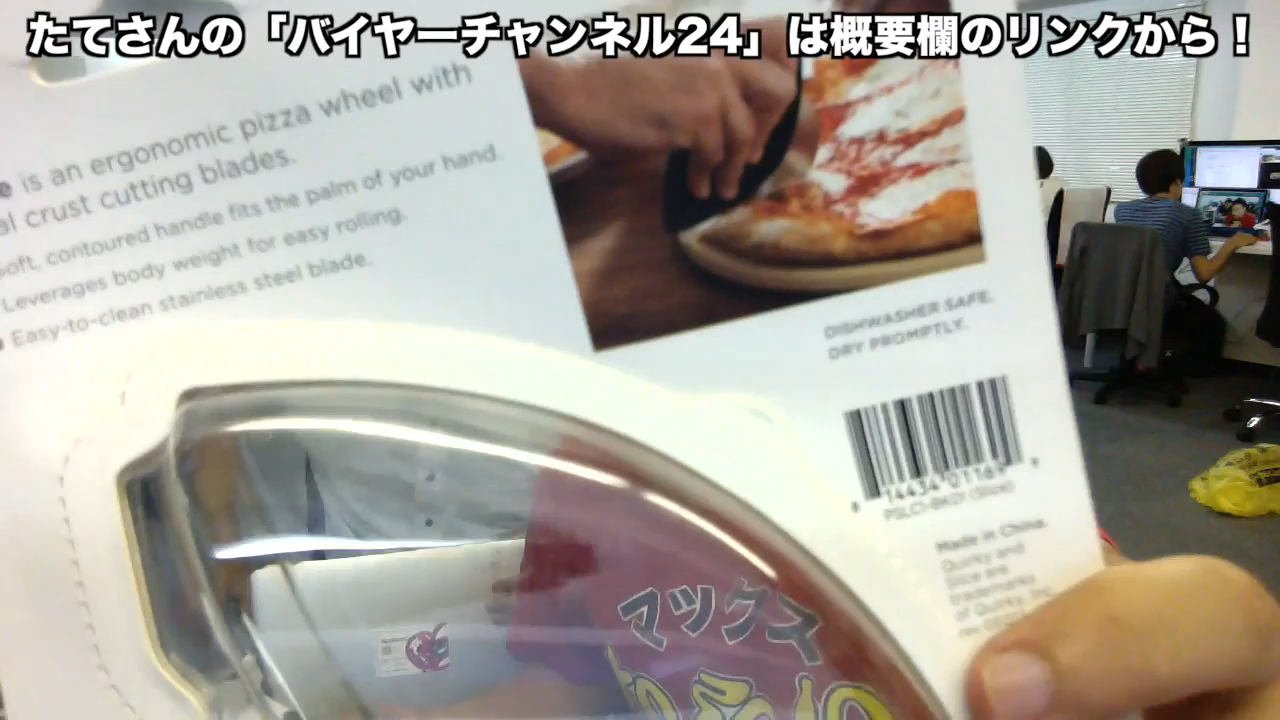 たてさんの「バイヤーチャンネル24」は概要欄のリンクから！
e is an ergonomic pizza wheel with
al crust cutting blades.
oft, contoured handle fits the palm of your hand.
Leverages body weight for easy rolling.
Easy-to-clean stainless steel blade.
DISHWASHER SAFE.
DRY PROMPTLY.
Made in China.
Quirky and
Slice are
trademarks
of Quirky, Inc.
マックス